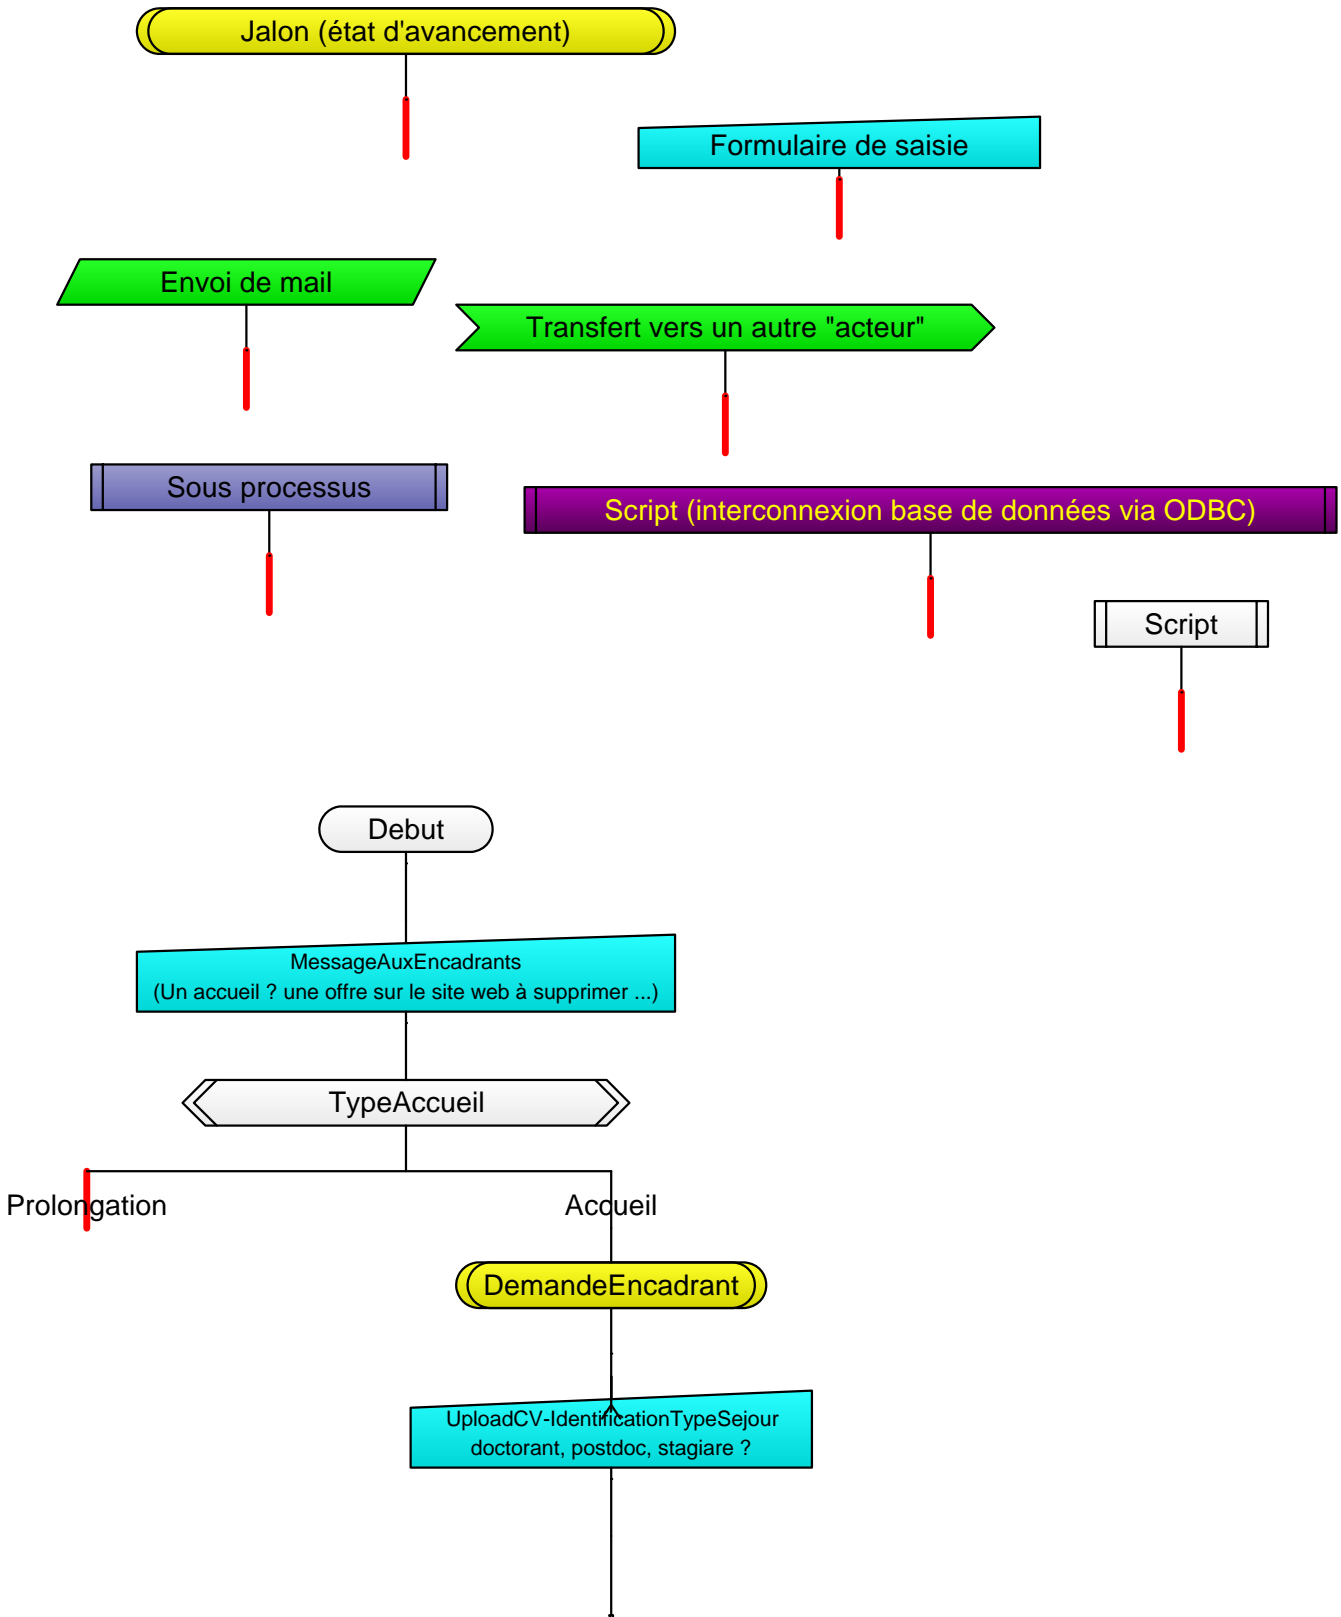 Jalon (état d'avancement)
Formulaire de saisie
Envoi de mail
Transfert vers un autre "acteur"
Sous processus
Script (interconnexion base de données via ODBC)
Script
Debut
MessageAuxEncadrants
(Un accueil ? une offre sur le site web à supprimer ...)
TypeAccueil
Prolongation
Accueil
DemandeEncadrant
UploadCV-IdentificationTypeSejour
doctorant, postdoc, stagiare ?